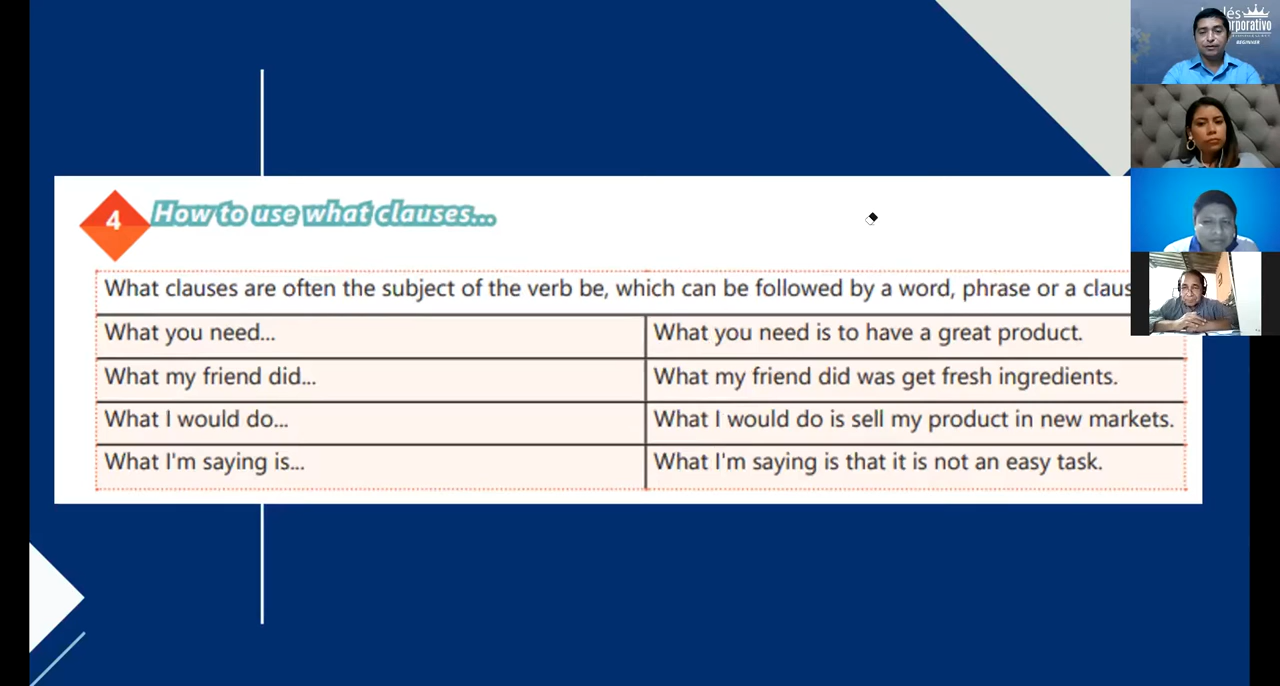 4
How to use what clauses...
What clauses are often the subject of the verb be, which can be followed by a word, phrase or a claus
What you need... What you need is to have a great product.
What my friend did... What my friend did was get fresh ingredients.
What I would do... What I would do is sell my product in new markets.
What I'm saying is... What I'm saying is that it is not an easy task.
BEGINNER